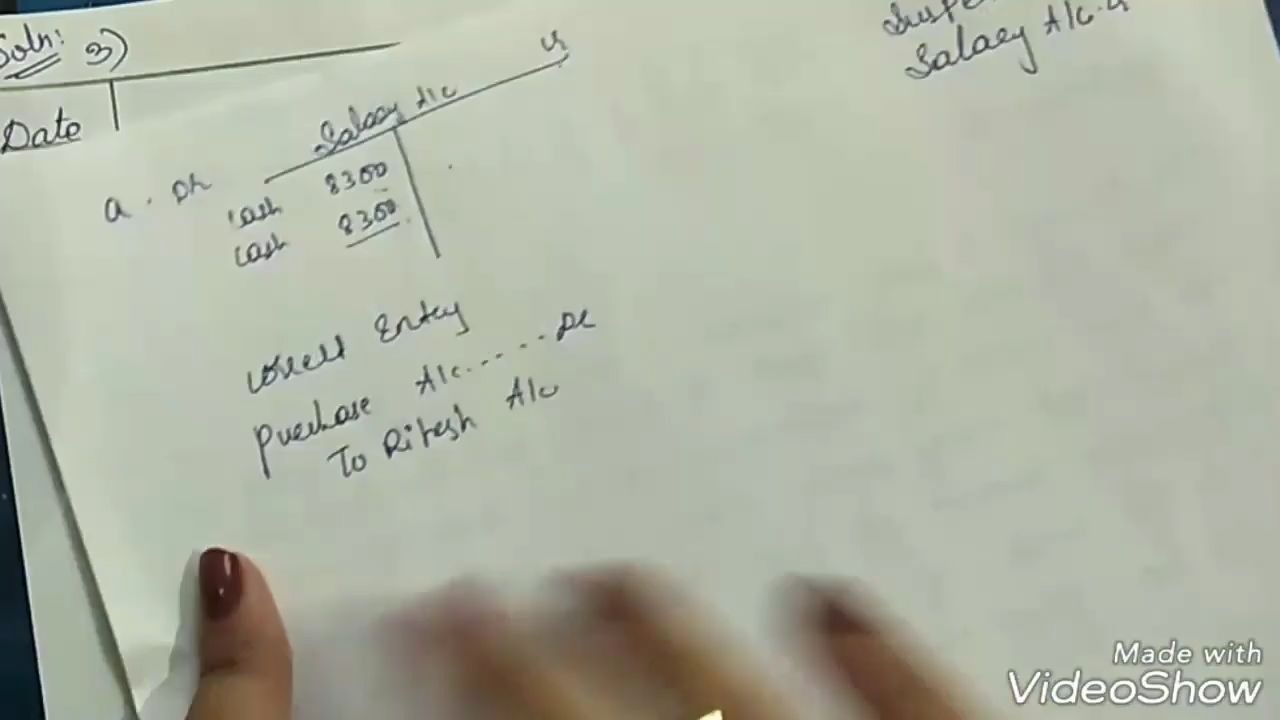 Soln: 3)
Date
Salary A/c
a. Dr
Cr
Cash 8300
Cash 8300
Correct Entry
Purchase A/c.....Dr
To Ritesh A/c
Salary A/c
Made with
VideoShow